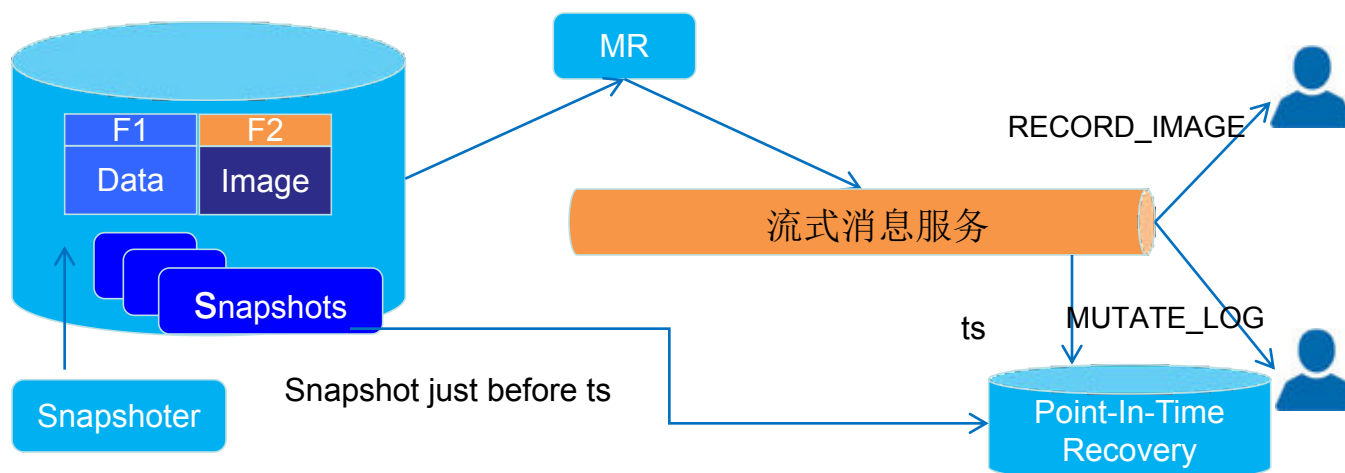 MR
F1
F2
Data
Image
Snapshots
Snapshoter
Snapshot just before ts
RECORD_IMAGE
流式消息服务
ts
MUTATE_LOG
Point-In-Time
Recovery